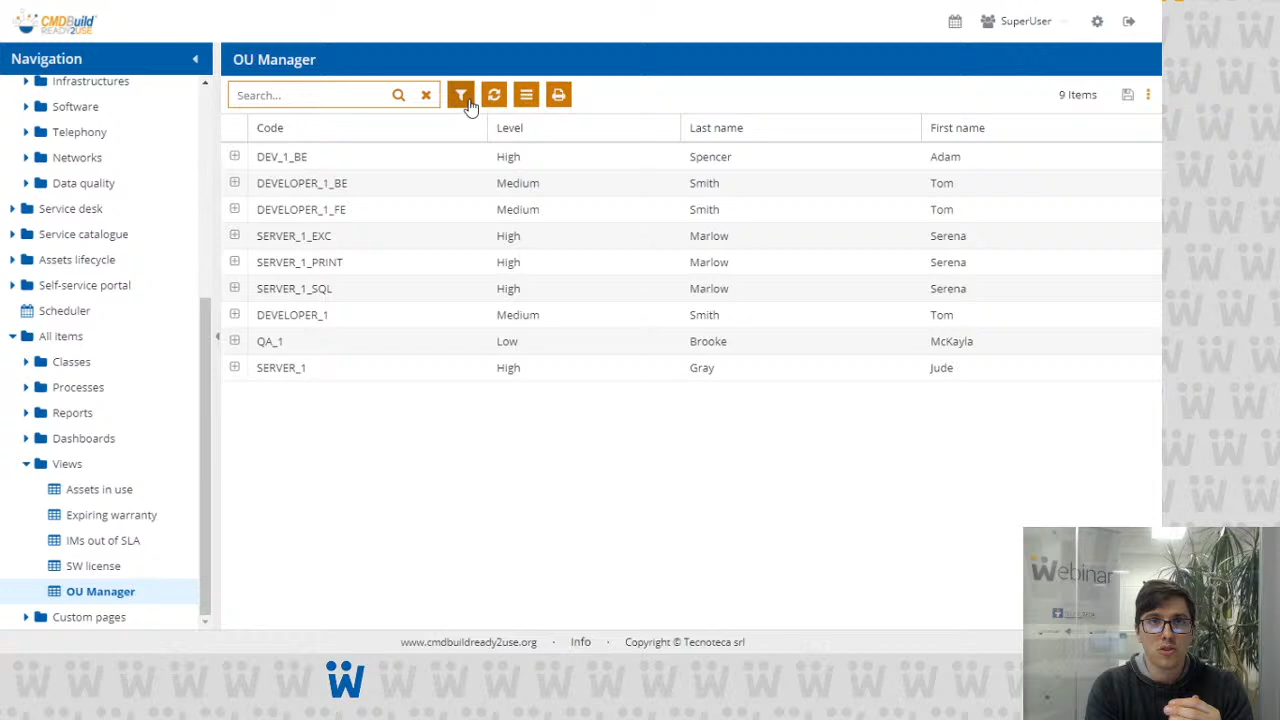 CMDBuild
READY2USE
SuperUser
Navigation
OU Manager
Infrastructures
Software
Telephony
Networks
Data quality
Service desk
Service catalogue
Assets lifecycle
Self-service portal
Scheduler
All items
Classes
Processes
Reports
Dashboards
Views
Assets in use
Expiring warranty
IMs out of SLA
SW license
OU Manager
Custom pages
Search...
9 Items
Code Level Last name First name
DEV_1_BE High Spencer Adam
DEVELOPER_1_BE Medium Smith Tom
DEVELOPER_1_FE Medium Smith Tom
SERVER_1_EXC High Marlow Serena
SERVER_1_PRINT High Marlow Serena
SERVER_1_SQL High Marlow Serena
DEVELOPER_1 Medium Smith Tom
QA_1 Low Brooke McKayla
SERVER_1 High Gray Jude
www.cmdbuildready2use.org · Info · Copyright © Tecnoteca srl
Webinar